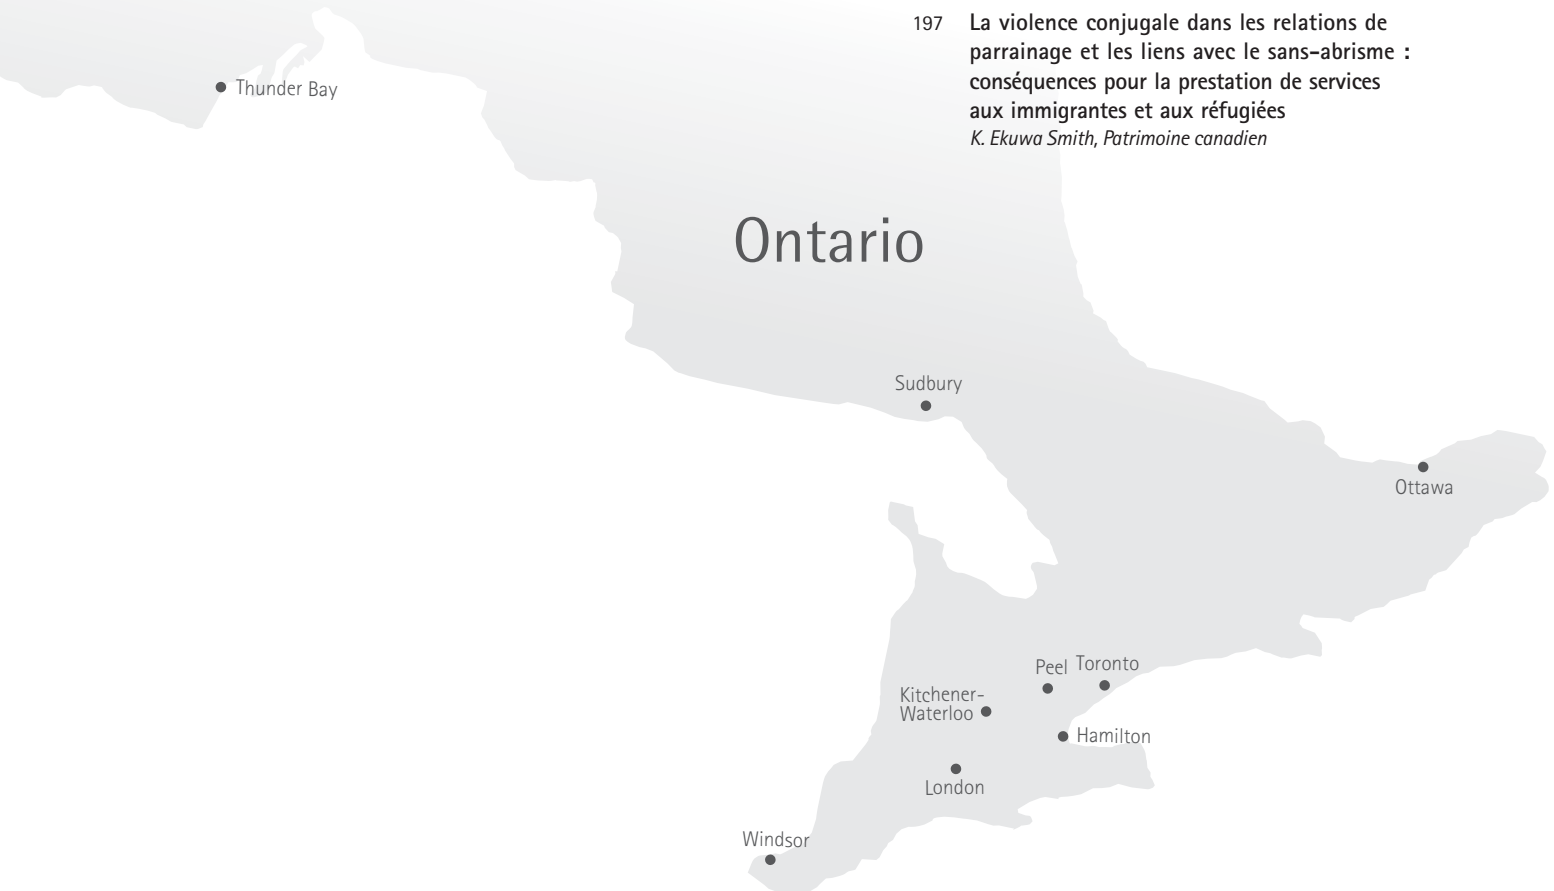 197 La violence conjugale dans les relations de
parrainage et les liens avec le sans-abrisme :
conséquences pour la prestation de services
aux immigrantes et aux réfugiées
K. Ekuwa Smith, Patrimoine canadien
Thunder Bay
Ontario
Sudbury
Ottawa
Peel
Toronto
Kitchener-
Waterloo
Hamilton
London
Windsor